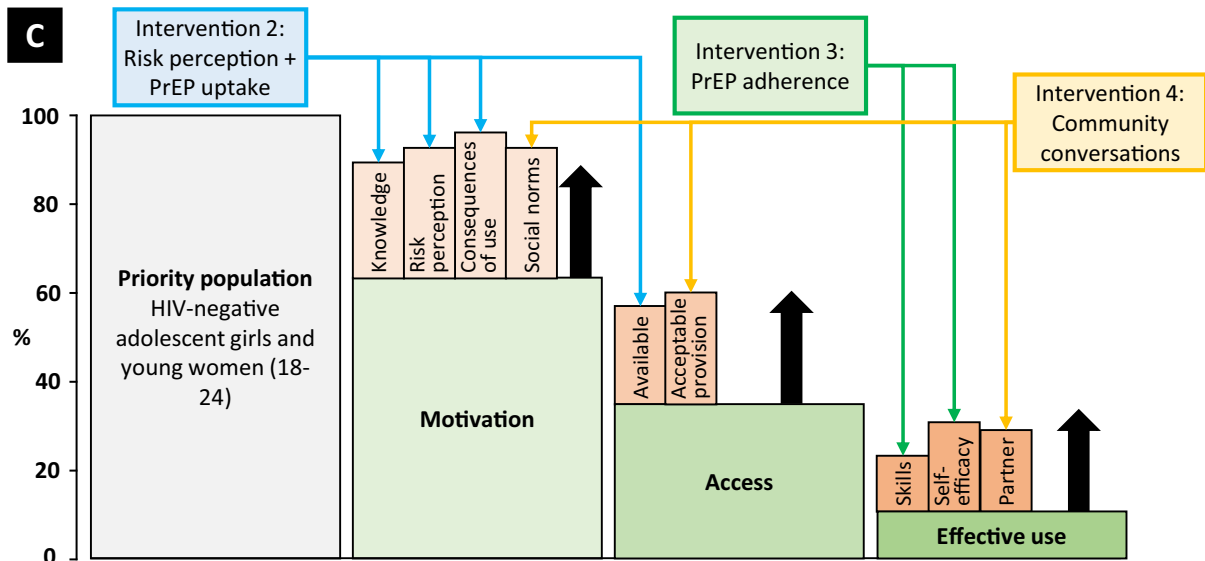 C
Intervention 2:
Risk perception +
PrEP uptake
Intervention 3:
PrEP adherence
Intervention 4:
Community
conversations
100
80
60
%
40
20
0
Priority population
HIV-negative
adolescent girls and
young women (18-
24)
Knowledge
Risk
perception
Consequences
of use
Social norms
Motivation
Available
Acceptable
provision
Access
Skills
Self-
efficacy
Partner
Effective use